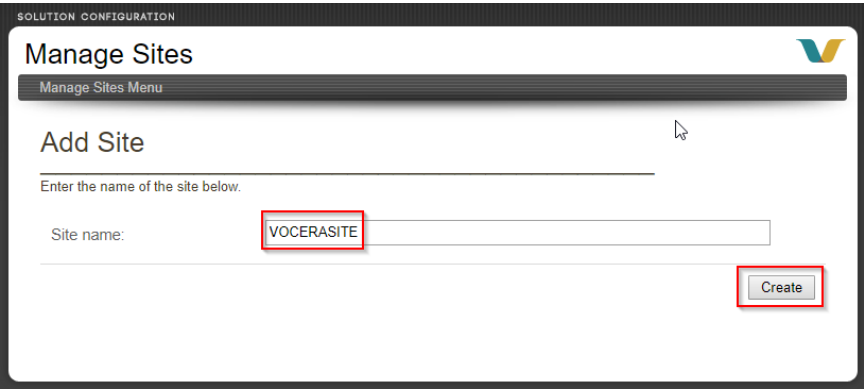 SOLUTION CONFIGURATION
Manage Sites
Manage Sites Menu
Add Site
Enter the name of the site below.
Site name: VOCERASITE
Create